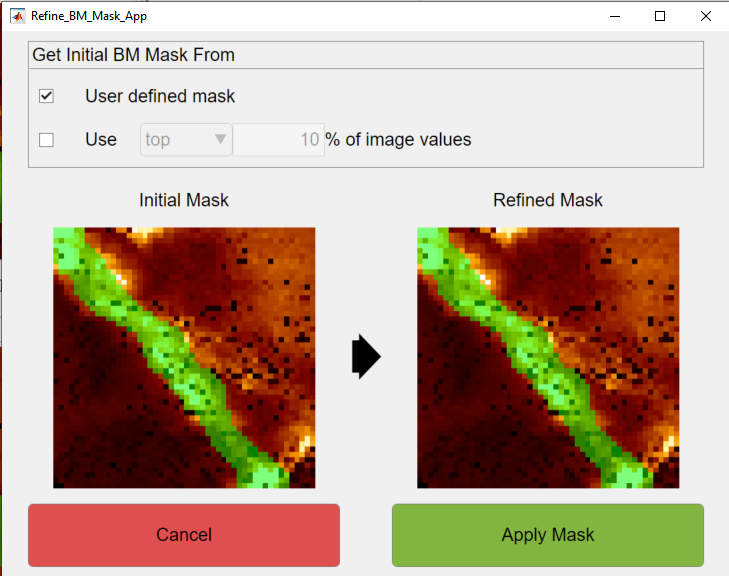 Refine_BM_Mask_App
Get Initial BM Mask From
User defined mask
Use top 10 % of image values
Initial Mask Refined Mask
Cancel Apply Mask